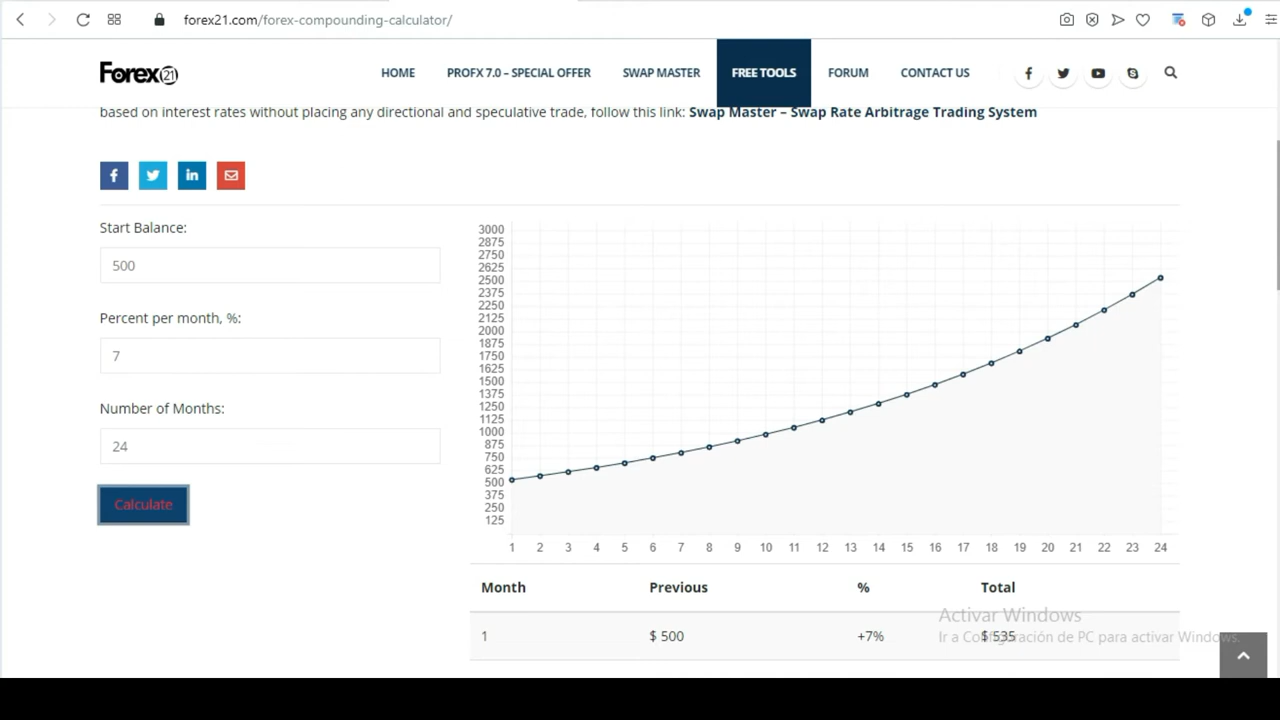 forex21.com/forex-compounding-calculator/
Forex 21
HOME PROFX 7.0 – SPECIAL OFFER SWAP MASTER FREE TOOLS FORUM CONTACT US
based on interest rates without placing any directional and speculative trade, follow this link: Swap Master – Swap Rate Arbitrage Trading System
Start Balance:
500
Percent per month, %:
7
Number of Months:
24
Calculate
3000
2875
2750
2625
2500
2375
2250
2125
2000
1875
1750
1625
1500
1375
1250
1125
1000
875
750
625
500
375
250
125
1 2 3 4 5 6 7 8 9 10 11 12 13 14 15 16 17 18 19 20 21 22 23 24
Month Previous % Total
1 $ 500 +7% $ 535
Activar Windows
Ir a Configuración de PC para activar Windows.